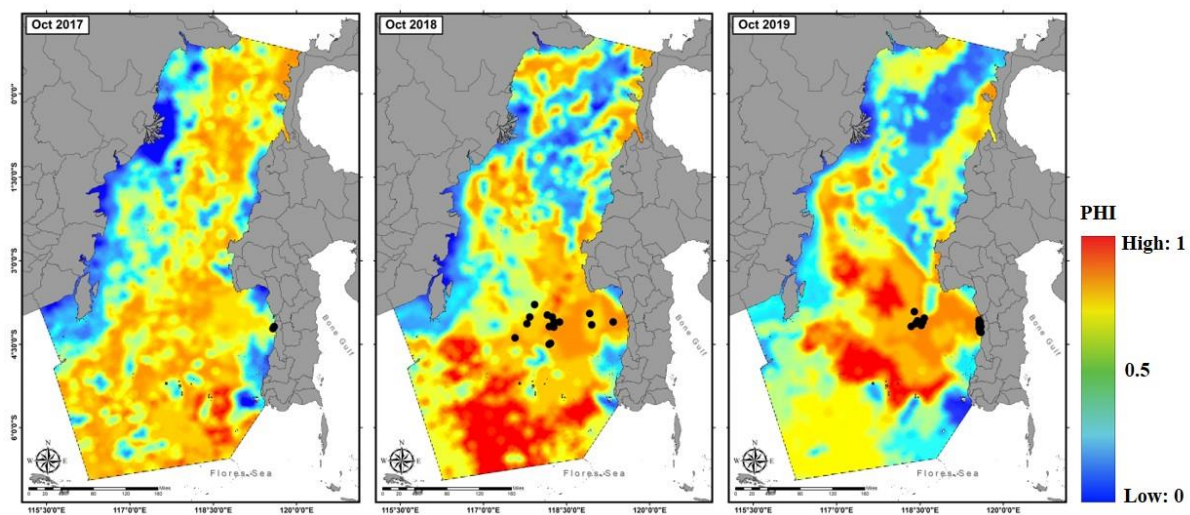 Oct 2017
Oct 2018
Oct 2019
0°0'0"
1°30'0"S
3°0'0"S
4°30'0"S
6°0'0"S
Bone Gulf
Bone Gulf
Bone Gulf
Flores Sea
Flores Sea
Flores Sea
N
W E
S
N
W E
S
N
W E
S
Miles
Miles
Miles
115°30'0"E 117°0'0"E 118°30'0"E 120°0'0"E
115°30'0"E 117°0'0"E 118°30'0"E 120°0'0"E
115°30'0"E 117°0'0"E 118°30'0"E 120°0'0"E
PHI
High: 1
0.5
Low: 0